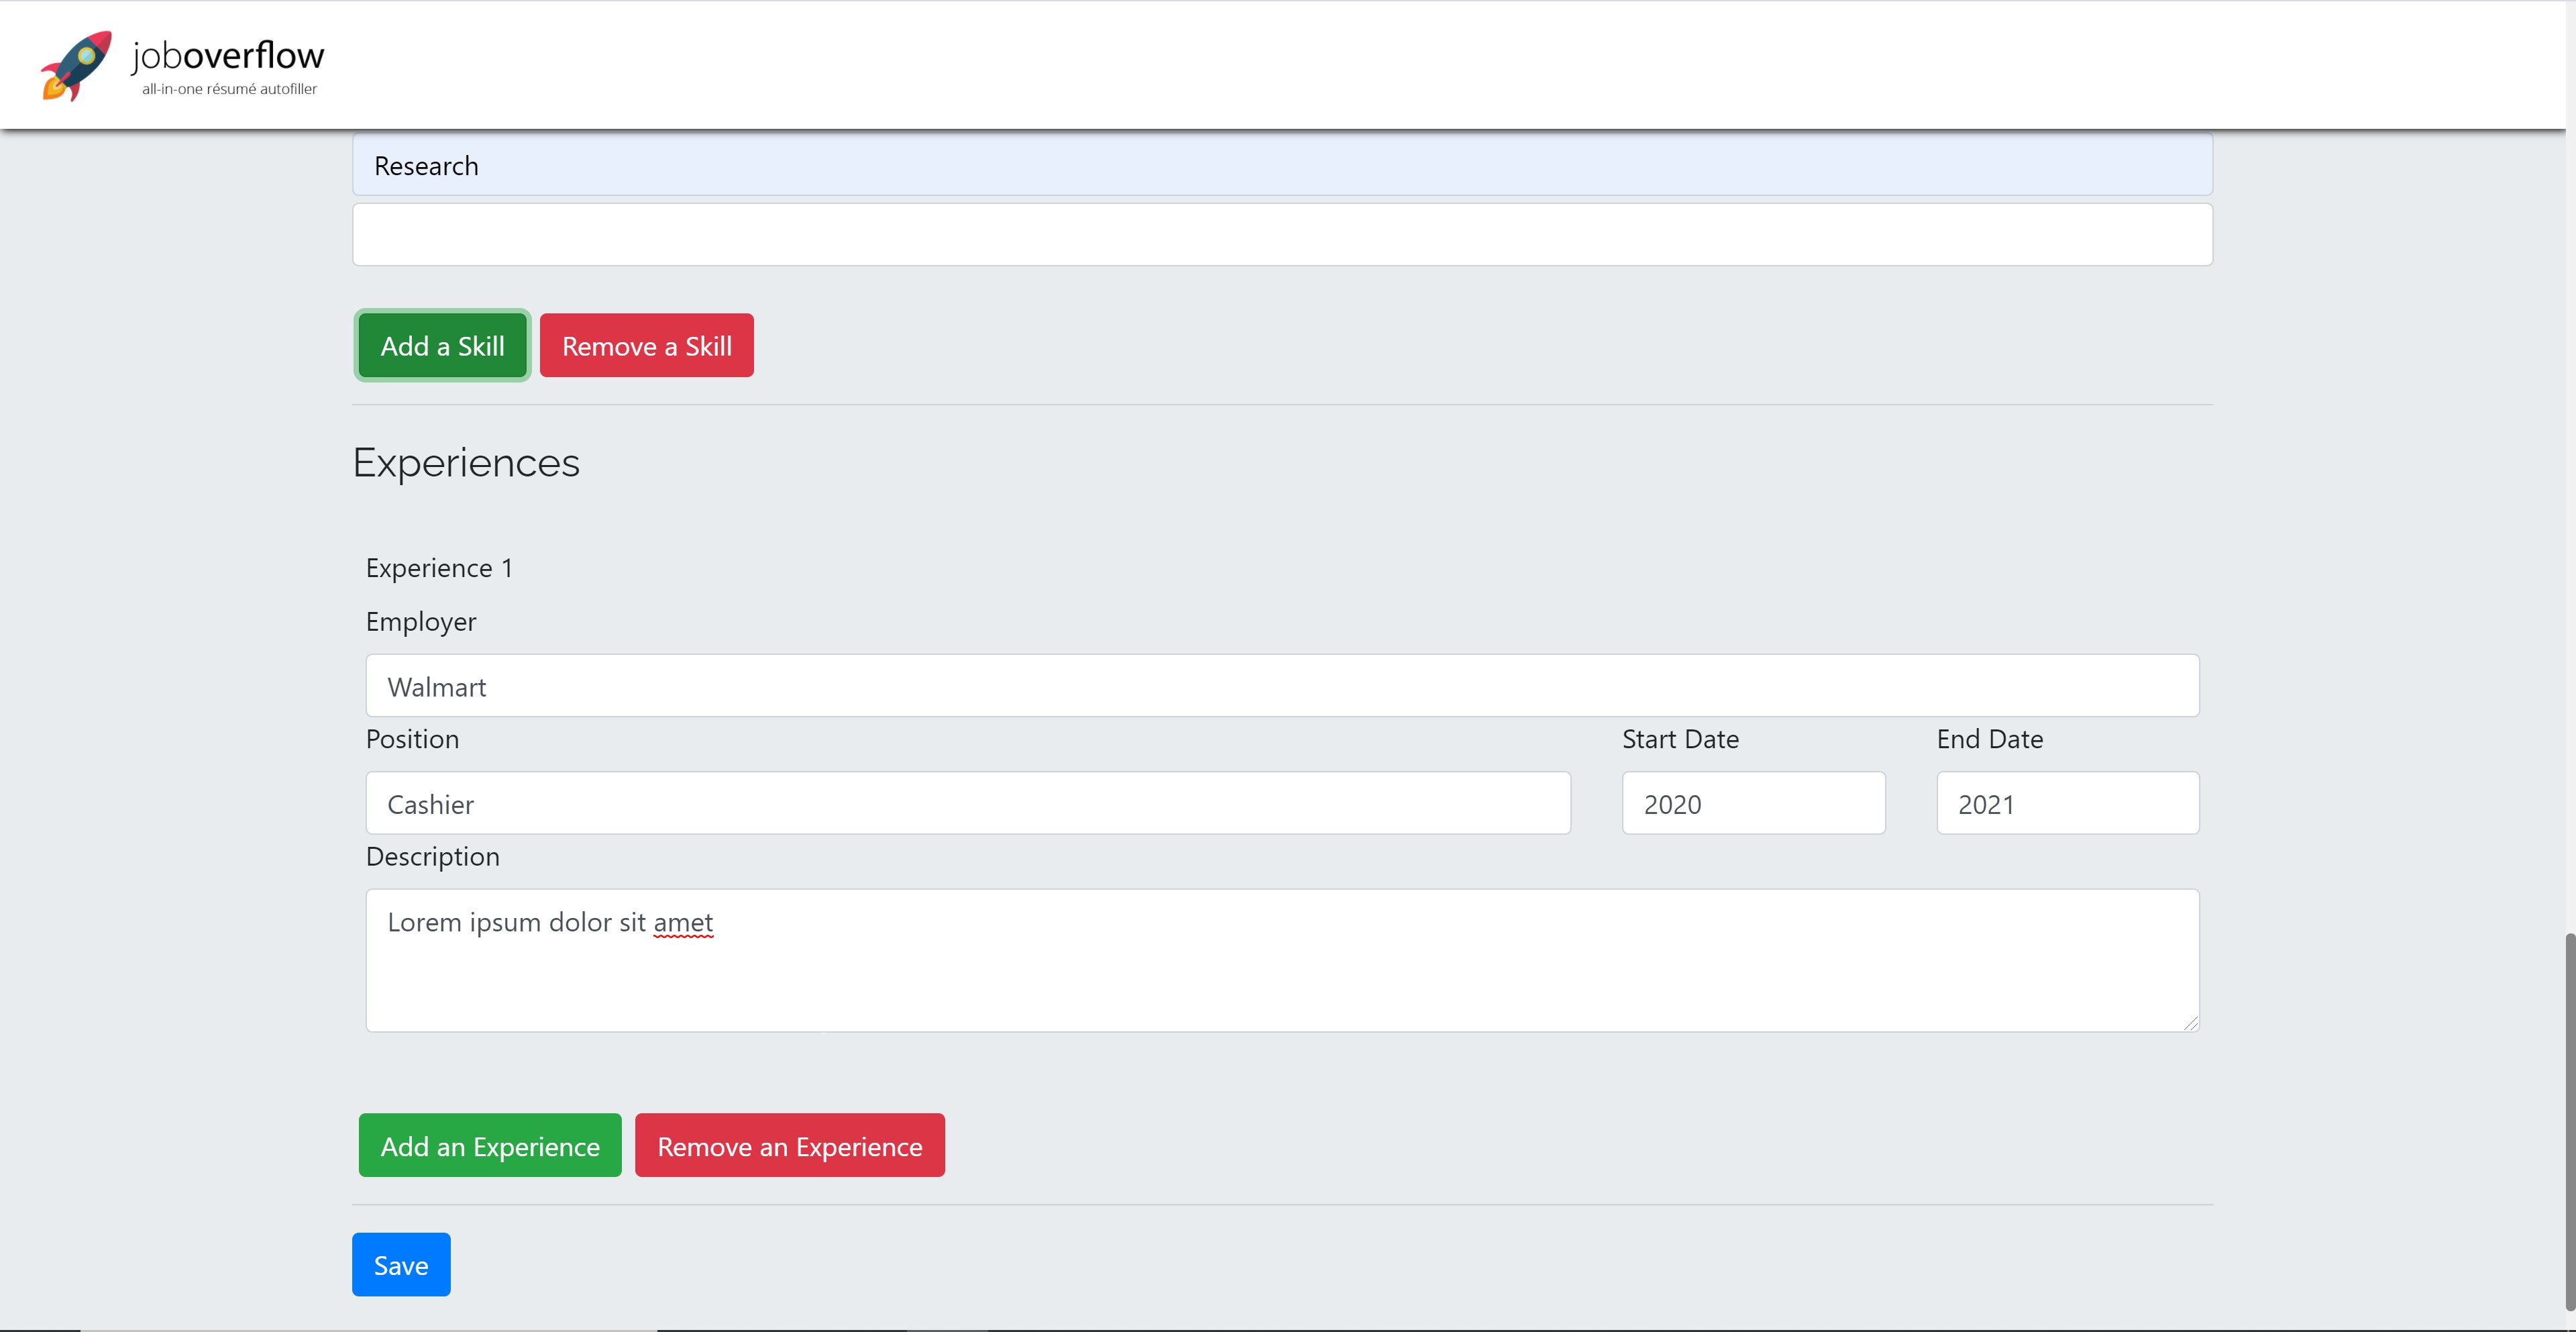 joboverflow
all-in-one résumé autofiller
Research
Add a Skill Remove a Skill
Experiences
Experience 1
Employer
Walmart
Position Start Date End Date
Cashier 2020 2021
Description
Lorem ipsum dolor sit amet
Add an Experience Remove an Experience
Save